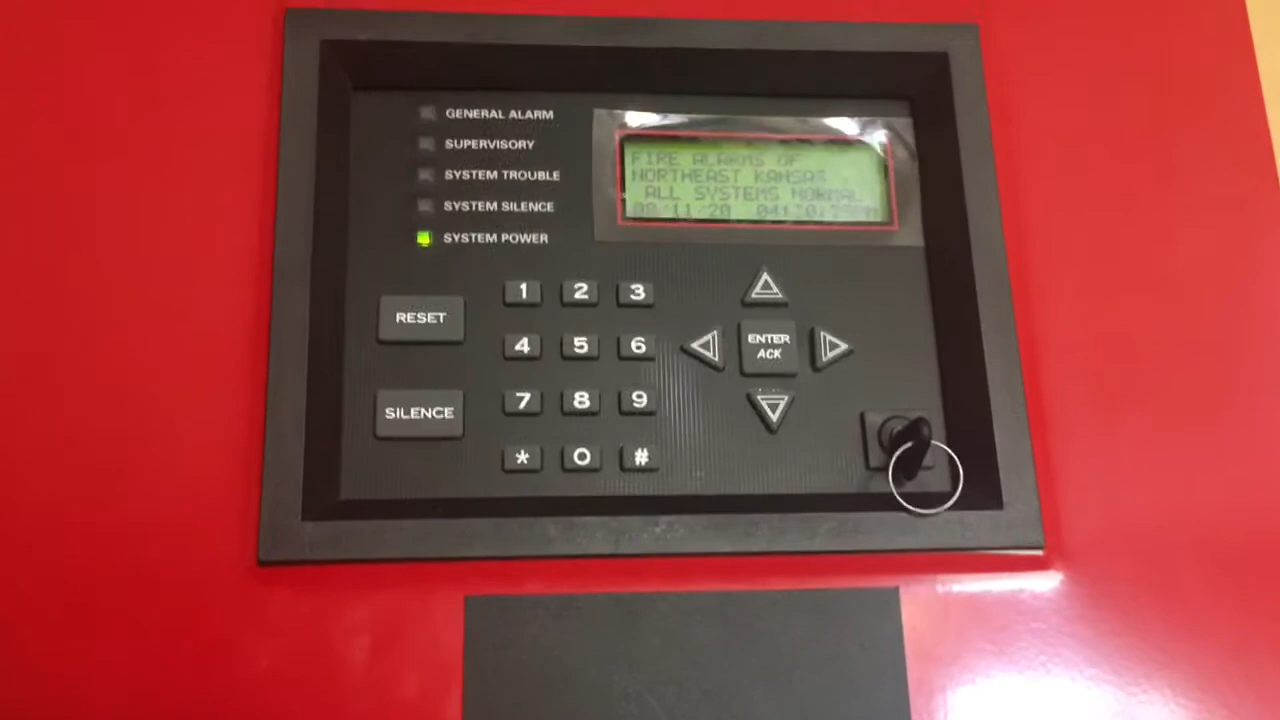 GENERAL ALARM
SUPERVISORY
SYSTEM TROUBLE
SYSTEM SILENCE
SYSTEM POWER
FIRE ALARMS OF
NORTHEAST KANSAS
ALL SYSTEMS NORMAL
RESET
SILENCE
1 2 3
4 5 6
7 8 9
* 0 #
ENTER
ACK